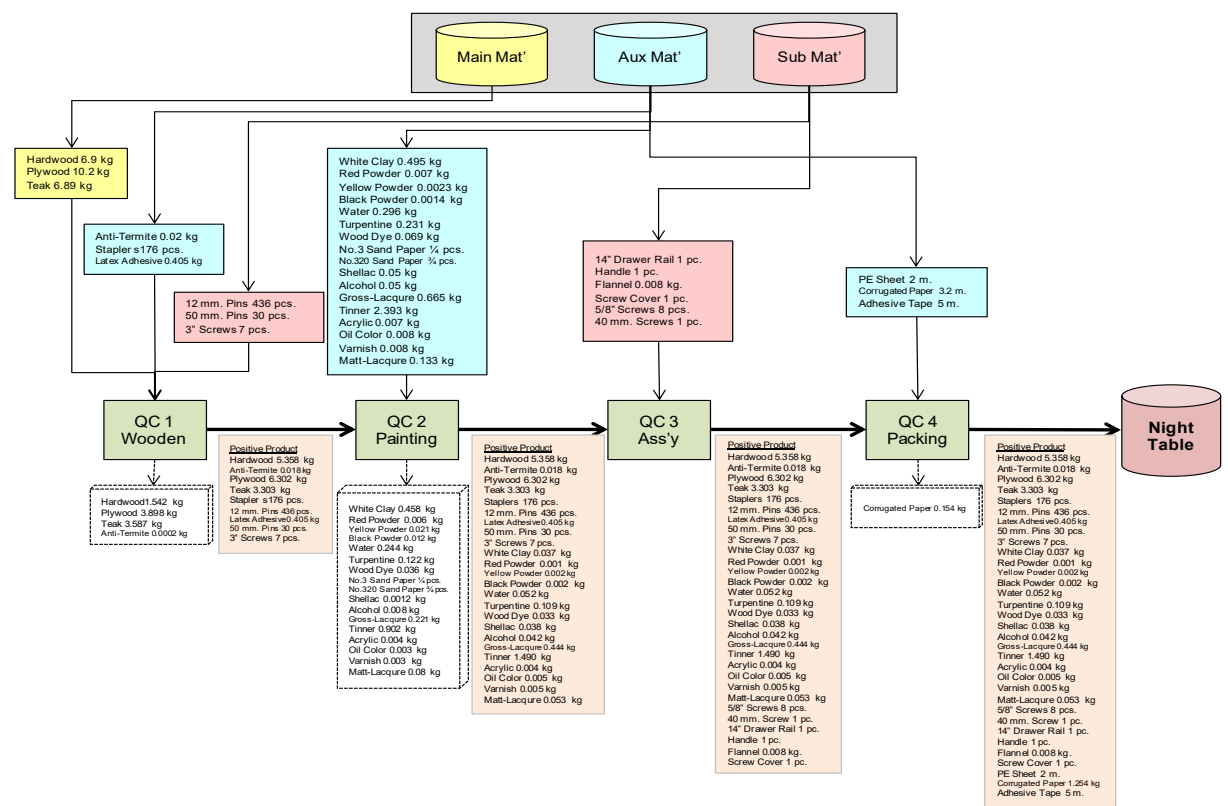 Main Mat'
Aux Mat'
Sub Mat'
Hardwood 6.9 kg
Plywood 10.2 kg
Teak 6.89 kg
Anti-Termite 0.02 kg
Stapler s176 pcs.
Latex Adhesive 0.405 kg
12 mm. Pins 436 pcs.
50 mm. Pins 30 pcs.
3" Screws 7 pcs.
White Clay 0.495 kg
Red Powder 0.007 kg
Yellow Powder 0.0023 kg
Black Powder 0.0014 kg
Water 0.296 kg
Turpentine 0.231 kg
Wood Dye 0.069 kg
No.3 Sand Paper ¼ pcs.
No.320 Sand Paper ¾ pcs.
Shellac 0.05 kg
Alcohol 0.05 kg
Gross-Lacqure 0.665 kg
Tinner 2.393 kg
Acrylic 0.007 kg
Oil Color 0.008 kg
Varnish 0.008 kg
Matt-Lacqure 0.133 kg
14" Drawer Rail 1 pc.
Handle 1 pc.
Flannel 0.008 kg.
Screw Cover 1 pc.
5/8" Screws 8 pcs.
40 mm. Screws 1 pc.
PE Sheet 2 m.
Corrugated Paper 3.2 m.
Adhesive Tape 5 m.
QC 1
Wooden
QC 2
Painting
QC 3
Ass'y
QC 4
Packing
Night
Table
Hardwood1.542 kg
Plywood 3.898 kg
Teak 3.587 kg
Anti-Termite 0.0002 kg
Positive Product
Hardwood 5.358 kg
Anti-Termite 0.018 kg
Plywood 6.302 kg
Teak 3.303 kg
Stapler s176 pcs.
12 mm. Pins 436 pcs.
Latex Adhesive 0.405 kg
50 mm. Pins 30 pcs.
3" Screws 7 pcs.
White Clay 0.458 kg
Red Powder 0.006 kg
Yellow Powder 0.021 kg
Black Powder 0.012 kg
Water 0.244 kg
Turpentine 0.122 kg
Wood Dye 0.036 kg
No.3 Sand Paper ¼ pcs.
No.320 Sand Paper ¾ pcs.
Shellac 0.0012 kg
Alcohol 0.008 kg
Gross-Lacqure 0.221 kg
Tinner 0.902 kg
Acrylic 0.004 kg
Oil Color 0.003 kg
Varnish 0.003 kg
Matt-Lacqure 0.08 kg
Positive Product
Hardwood 5.358 kg
Anti-Termite 0.018 kg
Plywood 6.302 kg
Teak 3.303 kg
Staplers 176 pcs.
12 mm. Pins 436 pcs.
Latex Adhesive 0.405 kg
50 mm. Pins 30 pcs.
3" Screws 7 pcs.
White Clay 0.037 kg
Red Powder 0.001 kg
Yellow Powder 0.002 kg
Black Powder 0.002 kg
Water 0.052 kg
Turpentine 0.109 kg
Wood Dye 0.033 kg
Shellac 0.038 kg
Alcohol 0.042 kg
Gross-Lacqure 0.444 kg
Tinner 1.490 kg
Acrylic 0.004 kg
Oil Color 0.005 kg
Varnish 0.005 kg
Matt-Lacqure 0.053 kg
Positive Product
Hardwood 5.358 kg
Anti-Termite 0.018 kg
Plywood 6.302 kg
Teak 3.303 kg
Staplers 176 pcs.
12 mm. Pins 436 pcs.
Latex Adhesive 0.405 kg
50 mm. Pins 30 pcs.
3" Screws 7 pcs.
White Clay 0.037 kg
Red Powder 0.001 kg
Yellow Powder 0.002 kg
Black Powder 0.002 kg
Water 0.052 kg
Turpentine 0.109 kg
Wood Dye 0.033 kg
Shellac 0.038 kg
Alcohol 0.042 kg
Gross-Lacqure 0.444 kg
Tinner 1.490 kg
Acrylic 0.004 kg
Oil Color 0.005 kg
Varnish 0.005 kg
Matt-Lacqure 0.053 kg
5/8" Screws 8 pcs.
40 mm. Screw 1 pc.
14" Drawer Rail 1 pc.
Handle 1 pc.
Flannel 0.008 kg.
Screw Cover 1 pc.
Corrugated Paper 0.154 kg
Positive Product
Hardwood 5.358 kg
Anti-Termite 0.018 kg
Plywood 6.302 kg
Teak 3.303 kg
Staplers 176 pcs.
12 mm. Pins 436 pcs.
Latex Adhesive 0.405 kg
50 mm. Pins 30 pcs.
3" Screws 7 pcs.
White Clay 0.037 kg
Red Powder 0.001 kg
Yellow Powder 0.002 kg
Black Powder 0.002 kg
Water 0.052 kg
Turpentine 0.109 kg
Wood Dye 0.033 kg
Shellac 0.038 kg
Alcohol 0.042 kg
Gross-Lacqure 0.444 kg
Tinner 1.490 kg
Acrylic 0.004 kg
Oil Color 0.005 kg
Varnish 0.005 kg
Matt-Lacqure 0.053 kg
5/8" Screws 8 pcs.
40 mm. Screw 1 pc.
14" Drawer Rail 1 pc.
Handle 1 pc.
Flannel 0.008 kg.
Screw Cover 1 pc.
PE Sheet 2 m.
Corrugated Paper 1.254 kg
Adhesive Tape 5 m.